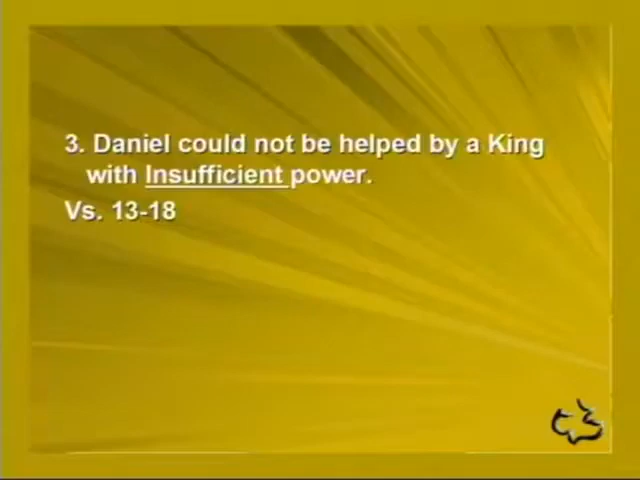 3. Daniel could not be helped by a King
with Insufficient power.
Vs. 13-18